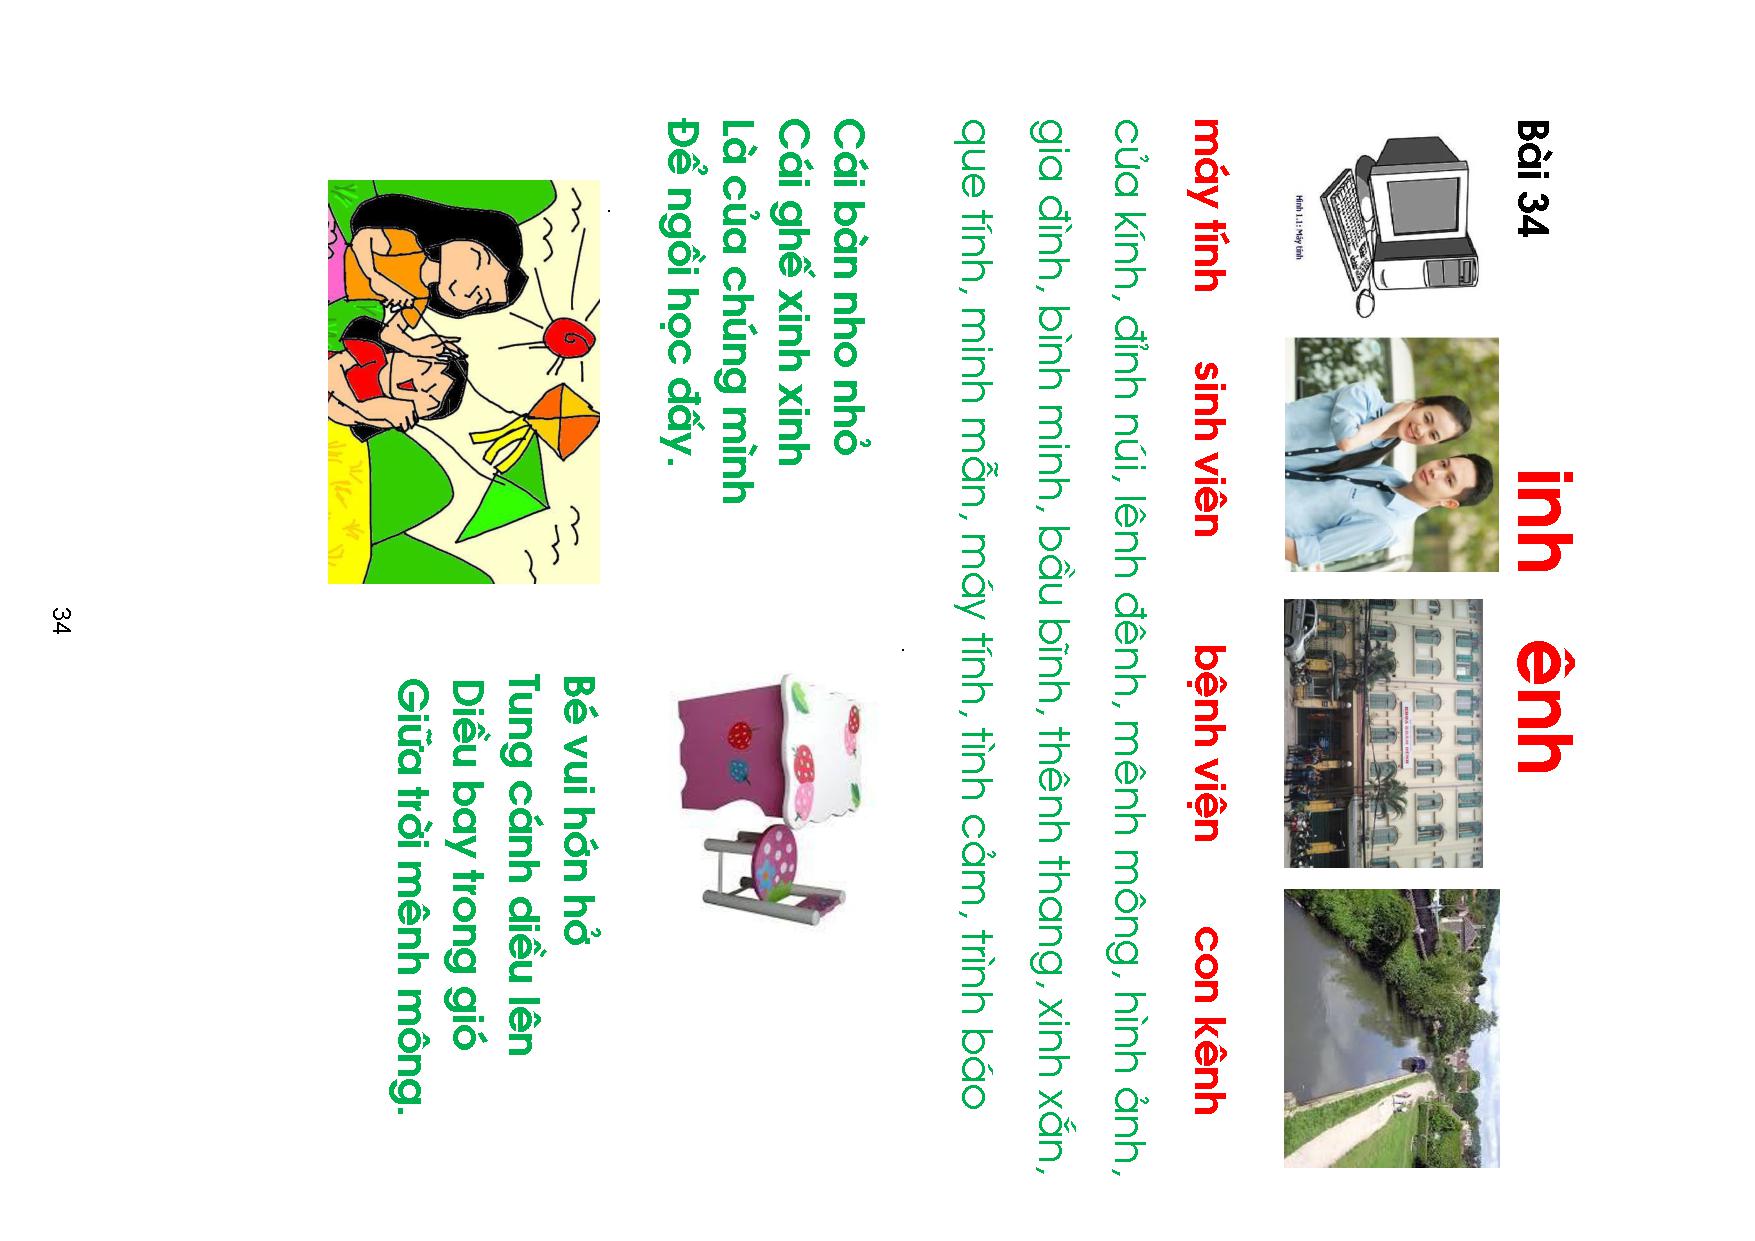 Bài 34
inh ênh
Hình 1.1: Máy tính
KHOA KHÁM BỆNH
máy tính sinh viên bệnh viện con kênh
cửa kính, đỉnh núi, lênh đênh, mênh mông, hình ảnh,
gia đình, bình minh, bầu bĩnh, thênh thang, xinh xắn,
que tính, minh mẫn, máy tính, tình cảm, trình báo
Cái bàn nho nhỏ
Cái ghế xinh xinh
Là của chúng mình
Để ngồi học đấy.
Bé vui hớn hở
Tung cánh diều lên
Diều bay trong gió
Giữa trời mênh mông.
34